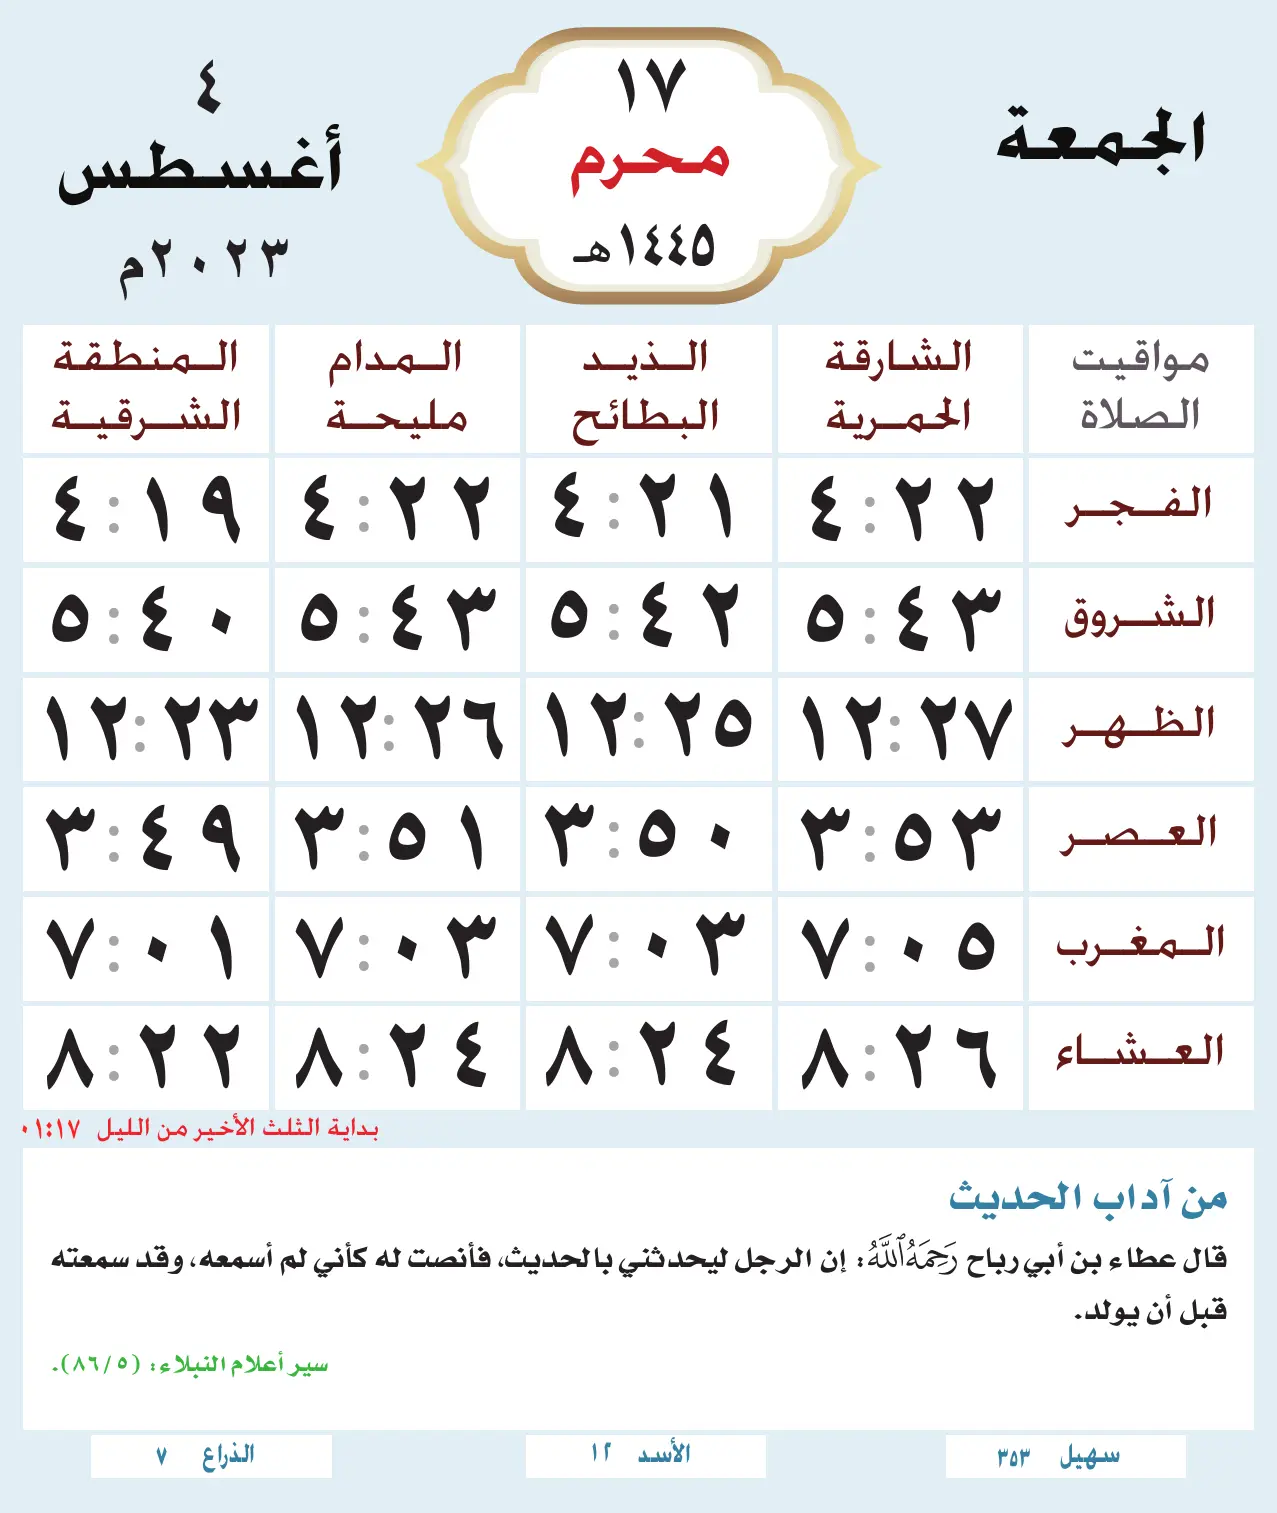 الجمعة
١٧
محرم
١٤٤٥هـ
٤
أغسطس
٢٠٢٣م
مواقيت الصلاة الشارقة الحمرية الذيد البطائح المدام مليحة المنطقة الشرقية
الفجر ٤:٢٢ ٤:٢١ ٤:٢٢ ٤:١٩
الشروق ٥:٤٣ ٥:٤٢ ٥:٤٣ ٥:٤٠
الظهر ١٢:٢٧ ١٢:٢٥ ١٢:٢٦ ١٢:٢٣
العصر ٣:٥٣ ٣:٥٠ ٣:٥١ ٣:٤٩
المغرب ٧:٠٥ ٧:٠٣ ٧:٠٣ ٧:٠١
العشاء ٨:٢٦ ٨:٢٤ ٨:٢٤ ٨:٢٢
بداية الثلث الأخير من الليل ٠١:١٧
من آداب الحديث
قال عطاء بن أبي رباح رَحِمَهُ ٱللَّهُ: إن الرجل ليحدثني بالحديث، فأنصت له كأني لم أسمعه، وقد سمعته
قبل أن يولد.
سير أعلام النبلاء: (٨٦/٥).
سهيل ٣٥٣ الأسد ١٢ الذراع ٧